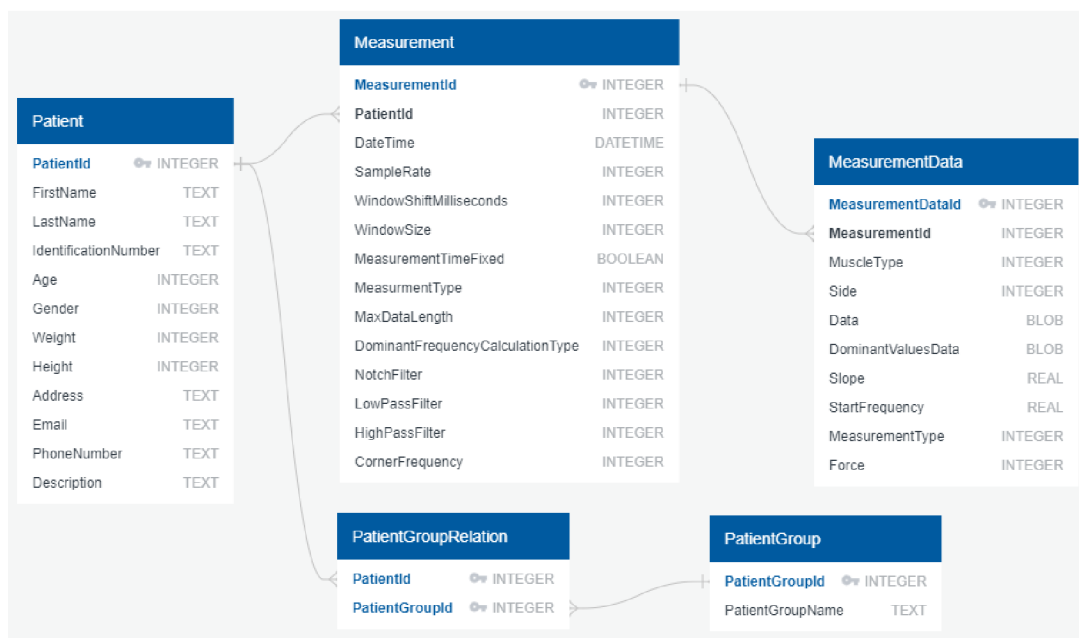 Patient
PatientId INTEGER
FirstName TEXT
LastName TEXT
IdentificationNumber TEXT
Age INTEGER
Gender INTEGER
Weight INTEGER
Height INTEGER
Address TEXT
Email TEXT
PhoneNumber TEXT
Description TEXT
Measurement
MeasurementId INTEGER
PatientId INTEGER
DateTime DATETIME
SampleRate INTEGER
WindowShiftMilliseconds INTEGER
WindowSize INTEGER
MeasurementTimeFixed BOOLEAN
MeasurmentType INTEGER
MaxDataLength INTEGER
DominantFrequencyCalculationType INTEGER
NotchFilter INTEGER
LowPassFilter INTEGER
HighPassFilter INTEGER
CornerFrequency INTEGER
MeasurementData
MeasurementDataId INTEGER
MeasurementId INTEGER
MuscleType INTEGER
Side INTEGER
Data BLOB
DominantValuesData BLOB
Slope REAL
StartFrequency REAL
MeasurementType INTEGER
Force INTEGER
PatientGroupRelation
PatientId INTEGER
PatientGroupId INTEGER
PatientGroup
PatientGroupId INTEGER
PatientGroupName TEXT